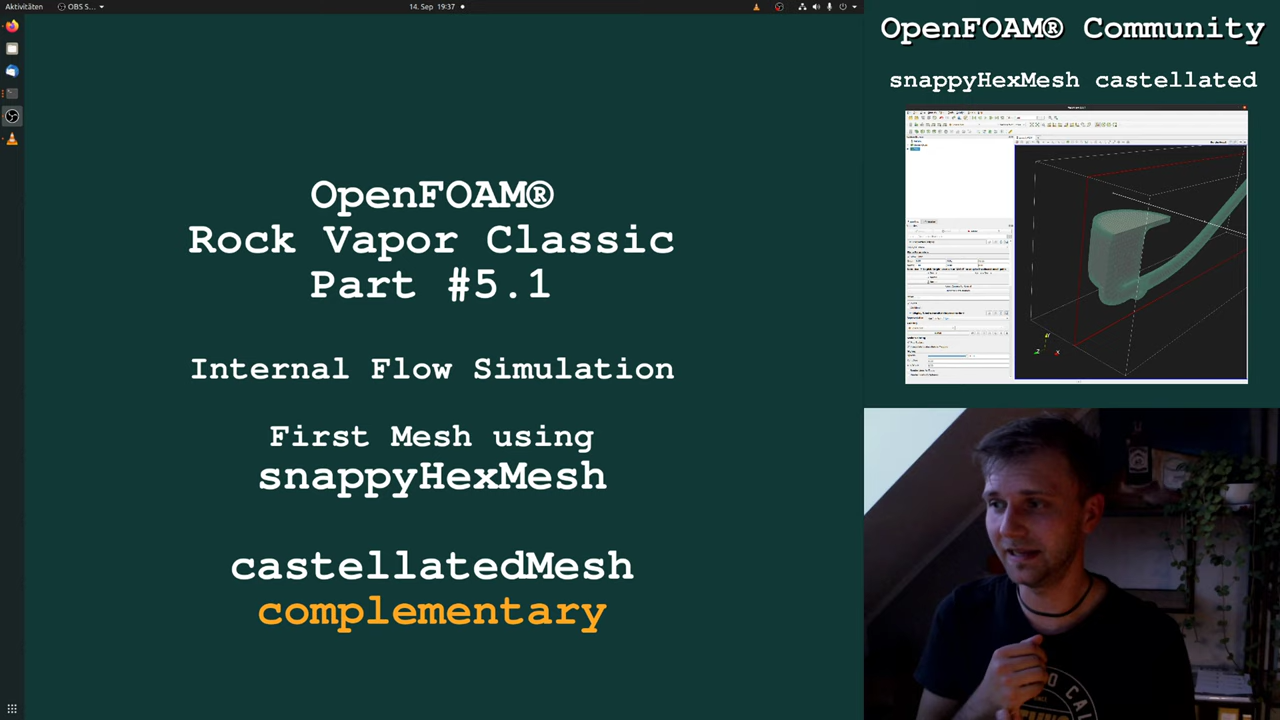 Aktivitäten
OBS S...
14. Sep 19:37
OpenFOAM® Community
snappyHexMesh castellated
OpenFOAM®
Rock Vapor Classic
Part #5.1
Internal Flow Simulation
First Mesh using
snappyHexMesh
castellatedMesh
complementary